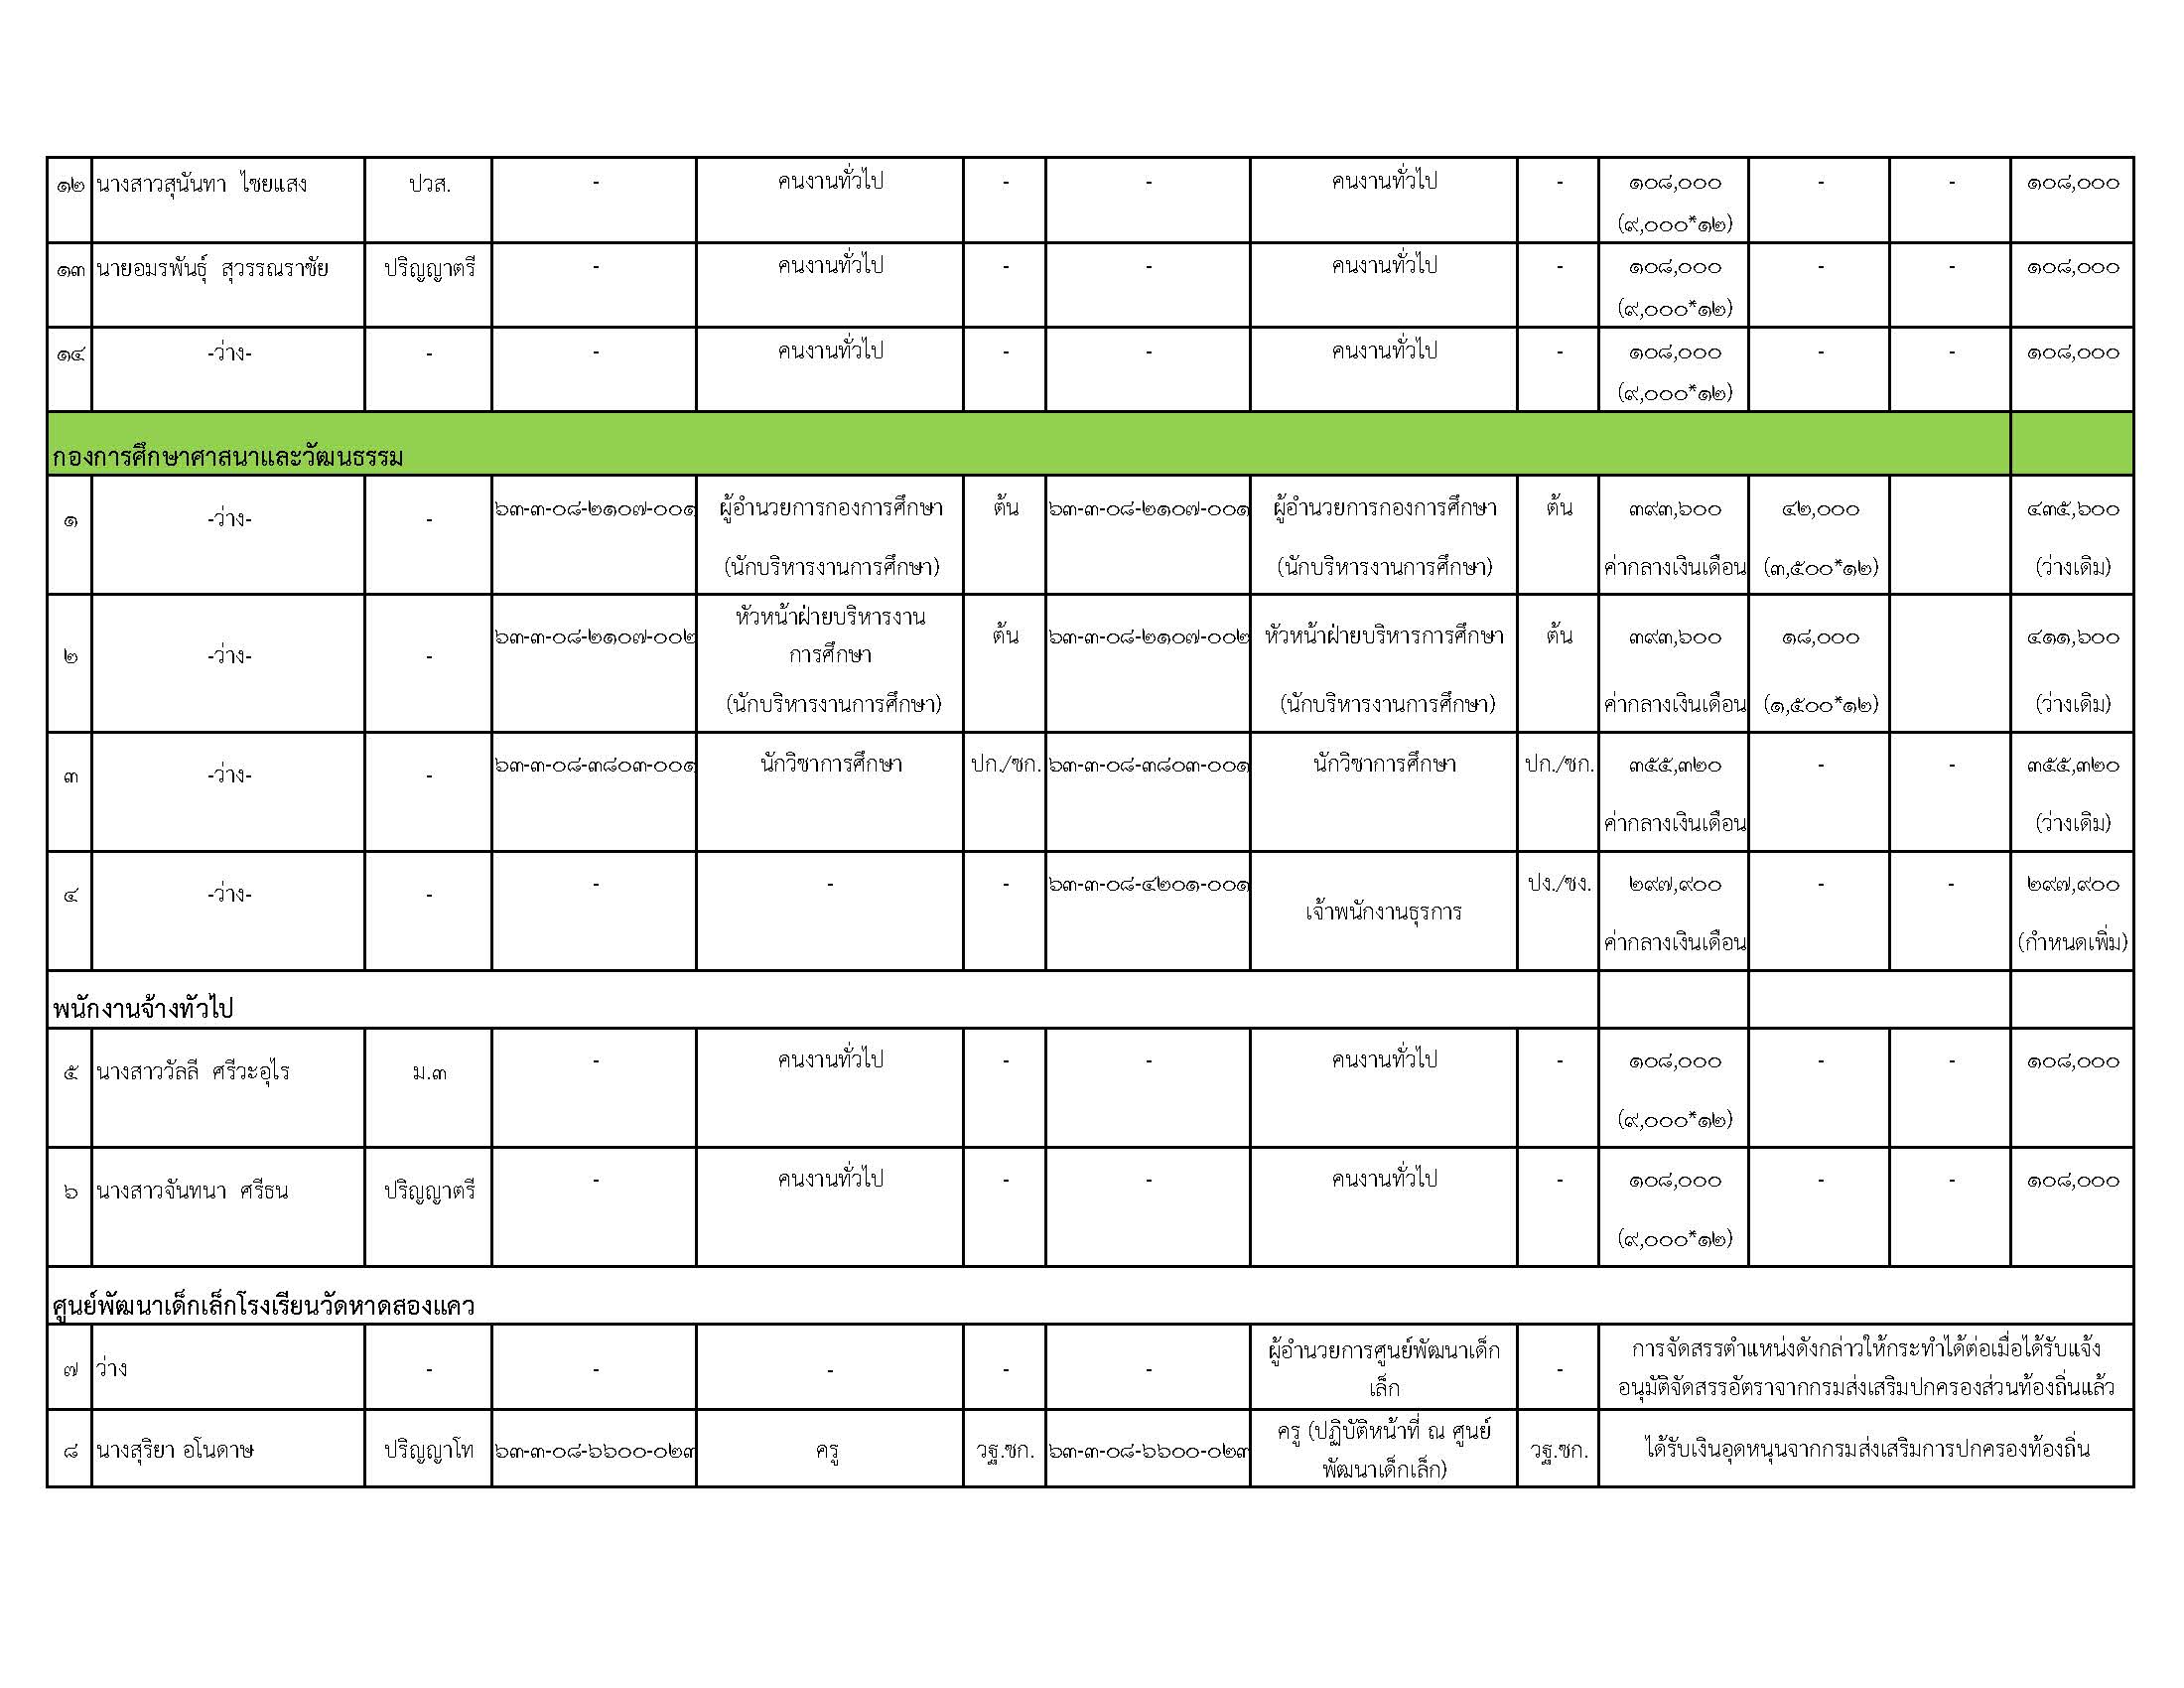 ๑๒ นางสาวสุนันทา ไชยแสง ปวส. - คนงานทั่วไป - - คนงานทั่วไป - ๑๐๘,๐๐๐ - - ๑๐๘,๐๐๐
(๙,๐๐๐*๑๒)
๑๓ นายอมรพันธุ์ สุวรรณราชัย ปริญญาตรี - คนงานทั่วไป - - คนงานทั่วไป - ๑๐๘,๐๐๐ - - ๑๐๘,๐๐๐
(๙,๐๐๐*๑๒)
๑๔ -ว่าง- - - คนงานทั่วไป - - คนงานทั่วไป - ๑๐๘,๐๐๐ - - ๑๐๘,๐๐๐
(๙,๐๐๐*๑๒)
กองการศึกษาศาสนาและวัฒนธรรม
๑ -ว่าง- - ๖๓-๓-๐๘-๒๑๐๗-๐๐๑ ผู้อำนวยการกองการศึกษา ต้น ๖๓-๓-๐๘-๒๑๐๗-๐๐๑ ผู้อำนวยการกองการศึกษา ต้น ๓๙๓,๖๐๐ ๔๒,๐๐๐ ๔๓๕,๖๐๐
(นักบริหารงานการศึกษา) (นักบริหารงานการศึกษา) ค่ากลางเงินเดือน (๓,๕๐๐*๑๒) (ว่างเดิม)
๒ -ว่าง- - ๖๓-๓-๐๘-๒๑๐๗-๐๐๒ หัวหน้าฝ่ายบริหารงาน
การศึกษา ต้น ๖๓-๓-๐๘-๒๑๐๗-๐๐๒ หัวหน้าฝ่ายบริหารการศึกษา ต้น ๓๙๓,๖๐๐ ๑๘,๐๐๐ ๔๑๑,๖๐๐
(นักบริหารงานการศึกษา) (นักบริหารงานการศึกษา) ค่ากลางเงินเดือน (๑,๕๐๐*๑๒) (ว่างเดิม)
๓ -ว่าง- - ๖๓-๓-๐๘-๓๘๐๓-๐๐๑ นักวิชาการศึกษา ปก./ชก. ๖๓-๓-๐๘-๓๘๐๓-๐๐๑ นักวิชาการศึกษา ปก./ชก. ๓๕๕,๓๒๐ - - ๓๕๕,๓๒๐
ค่ากลางเงินเดือน (ว่างเดิม)
๔ -ว่าง- - - - - ๖๓-๓-๐๘-๔๒๐๑-๐๐๑ เจ้าพนักงานธุรการ ปง./ชง. ๒๙๗,๙๐๐ - - ๒๙๗,๙๐๐
ค่ากลางเงินเดือน (กำหนดเพิ่ม)
พนักงานจ้างทั่วไป
๕ นางสาววัลลี ศรีวะอุไร ม.๓ - คนงานทั่วไป - - คนงานทั่วไป - ๑๐๘,๐๐๐ - - ๑๐๘,๐๐๐
(๙,๐๐๐*๑๒)
๖ นางสาวจันทนา ศรีธน ปริญญาตรี - คนงานทั่วไป - - คนงานทั่วไป - ๑๐๘,๐๐๐ - - ๑๐๘,๐๐๐
(๙,๐๐๐*๑๒)
ศูนย์พัฒนาเด็กเล็กโรงเรียนวัดหาดสองแคว
๗ ว่าง - - - - - ผู้อำนวยการศูนย์พัฒนาเด็ก
เล็ก - การจัดสรรตำแหน่งดังกล่าวให้กระทำได้ต่อเมื่อได้รับแจ้ง
อนุมัติจัดสรรอัตราจากกรมส่งเสริมปกครองส่วนท้องถิ่นแล้ว
๘ นางสุริยา อโนดาษ ปริญญาโท ๖๓-๓-๐๘-๖๖๐๐-๐๒๓ ครู วฐ.ชก. ๖๓-๓-๐๘-๖๖๐๐-๐๒๓ ครู (ปฏิบัติหน้าที่ ณ ศูนย์
พัฒนาเด็กเล็ก) วฐ.ชก. ได้รับเงินอุดหนุนจากกรมส่งเสริมการปกครองท้องถิ่น